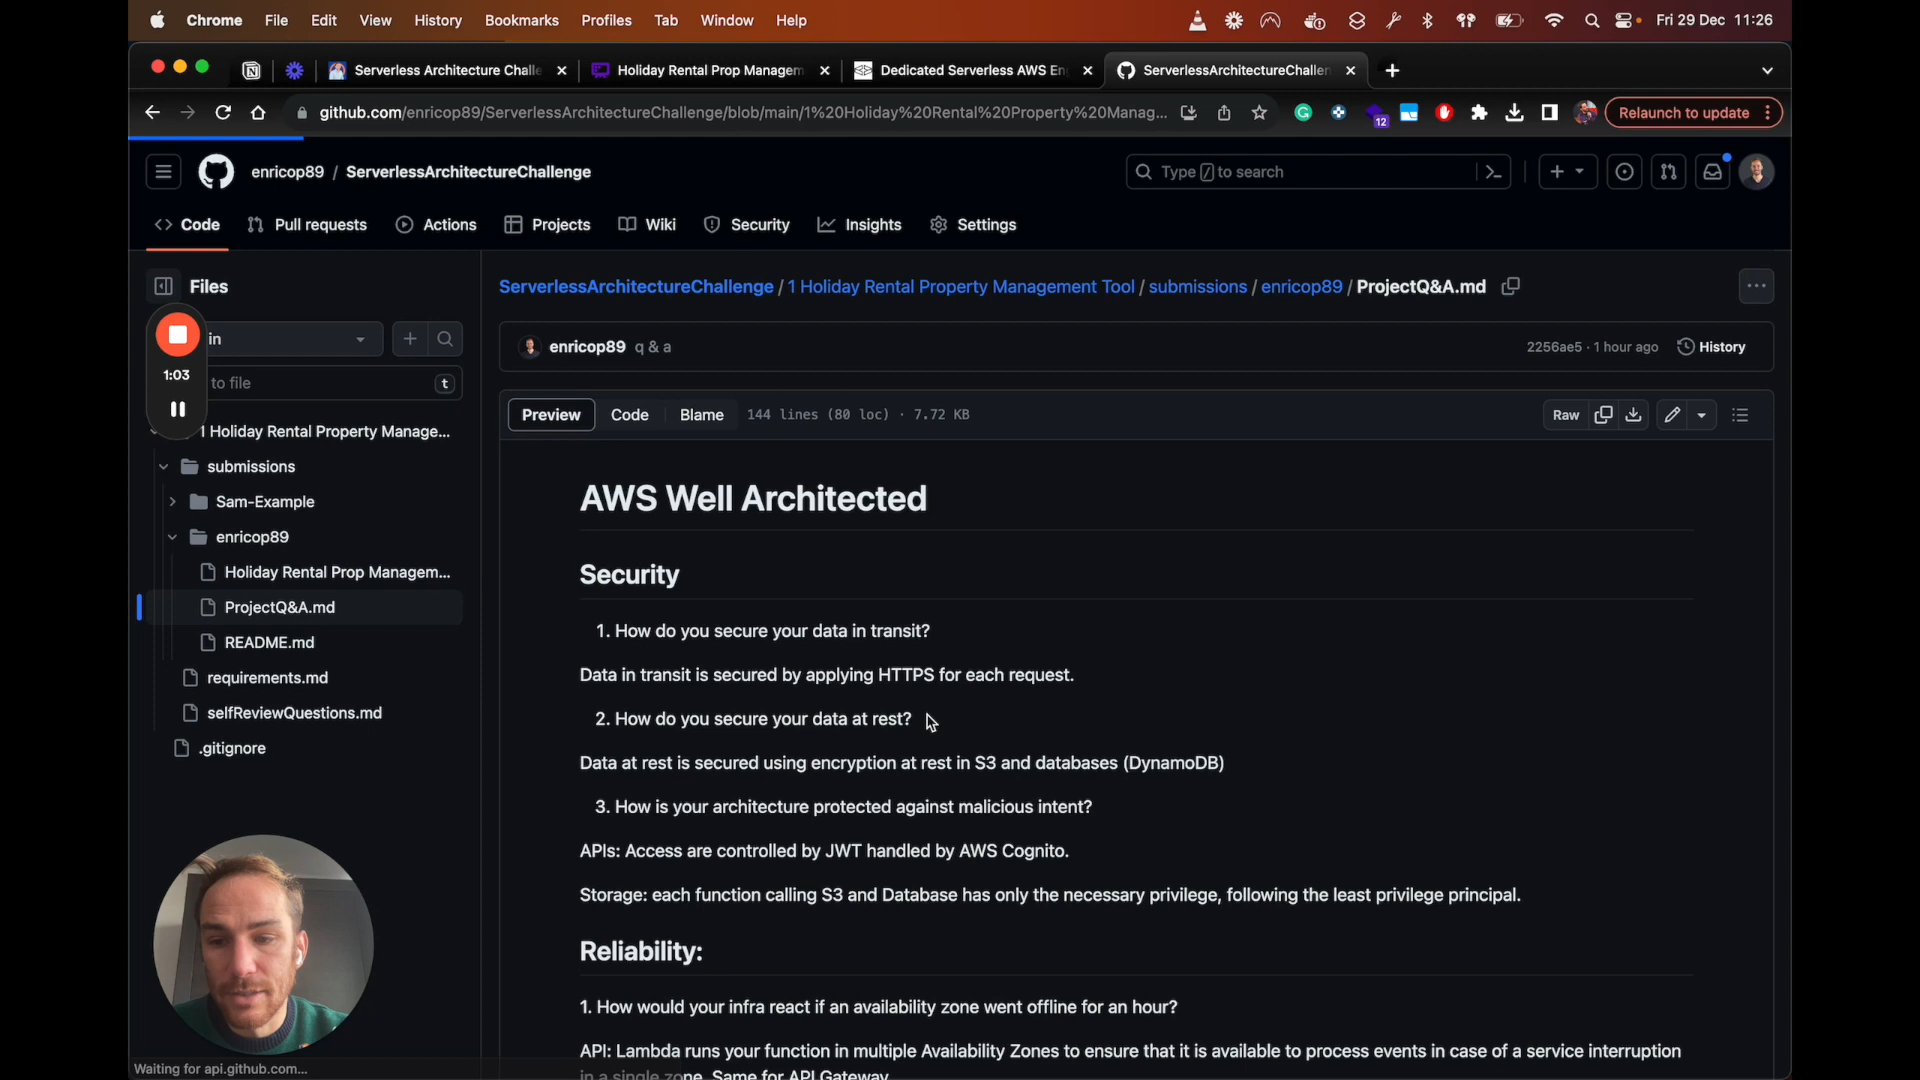 Chrome File Edit View History Bookmarks Profiles Tab Window Help Fri 29 Dec 11:26
Serverless Architecture Challe Holiday Rental Prop Managem Dedicated Serverless AWS En ServerlessArchitectureChallen
github.com/enricop89/ServerlessArchitectureChallenge/blob/main/1%20Holiday%20Rental%20Property%20Manag... 12 Relaunch to update
enricop89 / ServerlessArchitectureChallenge Type / to search
Code Pull requests Actions Projects Wiki Security Insights Settings
Files
ServerlessArchitectureChallenge / 1 Holiday Rental Property Management Tool / submissions / enricop89 / ProjectQ&A.md
in
enricop89 q & a 2256ae5 · 1 hour ago History
1:03
to file t
Preview Code Blame 144 lines (80 loc) · 7.72 KB Raw
1 Holiday Rental Property Manage...
submissions
Sam-Example
enricop89
Holiday Rental Prop Managem...
ProjectQ&A.md
README.md
requirements.md
selfReviewQuestions.md
.gitignore
AWS Well Architected
Security
1. How do you secure your data in transit?
Data in transit is secured by applying HTTPS for each request.
2. How do you secure your data at rest?
Data at rest is secured using encryption at rest in S3 and databases (DynamoDB)
3. How is your architecture protected against malicious intent?
APIs: Access are controlled by JWT handled by AWS Cognito.
Storage: each function calling S3 and Database has only the necessary privilege, following the least privilege principal.
Reliability:
1. How would your infra react if an availability zone went offline for an hour?
API: Lambda runs your function in multiple Availability Zones to ensure that it is available to process events in case of a service interruption
in a single zone. Same for API Gateway
Waiting for api.github.com...